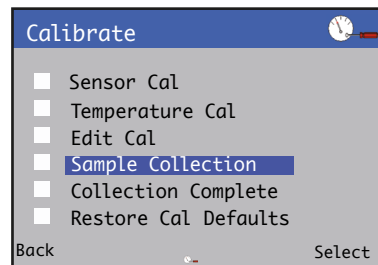 Calibrate
Sensor Cal
Temperature Cal
Edit Cal
Sample Collection
Collection Complete
Restore Cal Defaults
Back Select